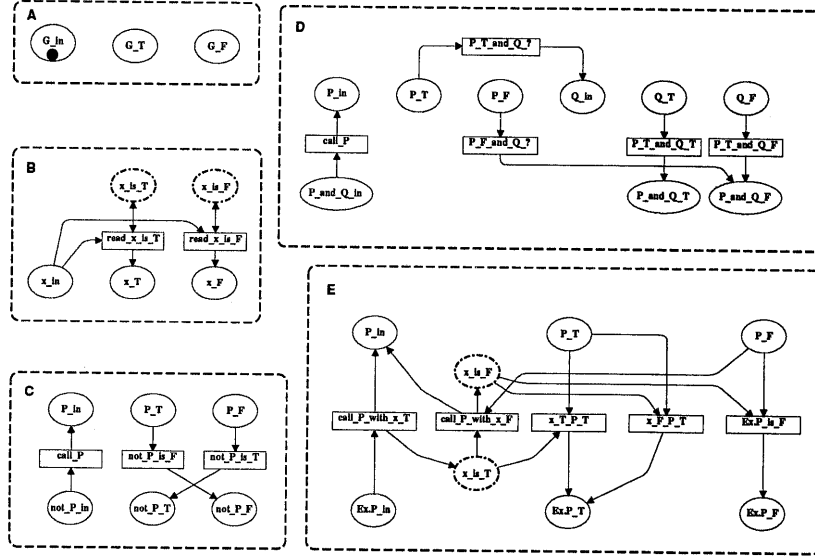 A
G_in
G_T
G_F
B
x_is_T
x_is_F
read_x_is_T
read_x_is_F
x_in
x_T
x_F
C
P_in
P_T
P_F
call_P
not_P_is_F
not_P_is_T
not_P_in
not_P_T
not_P_F
D
P_T_and_Q_?
P_in
P_T
P_F
Q_in
Q_T
Q_F
call_P
P_F_and_Q_?
P_T_and_Q_T
P_T_and_Q_F
P_and_Q_in
P_and_Q_T
P_and_Q_F
E
P_in
P_T
P_F
x_is_F
call_P_with_x_T
call_P_with_x_F
x_T_P_T
x_F_P_T
Ex.P_is_F
x_is_T
Ex.P_in
Ex.P_T
Ex.P_F